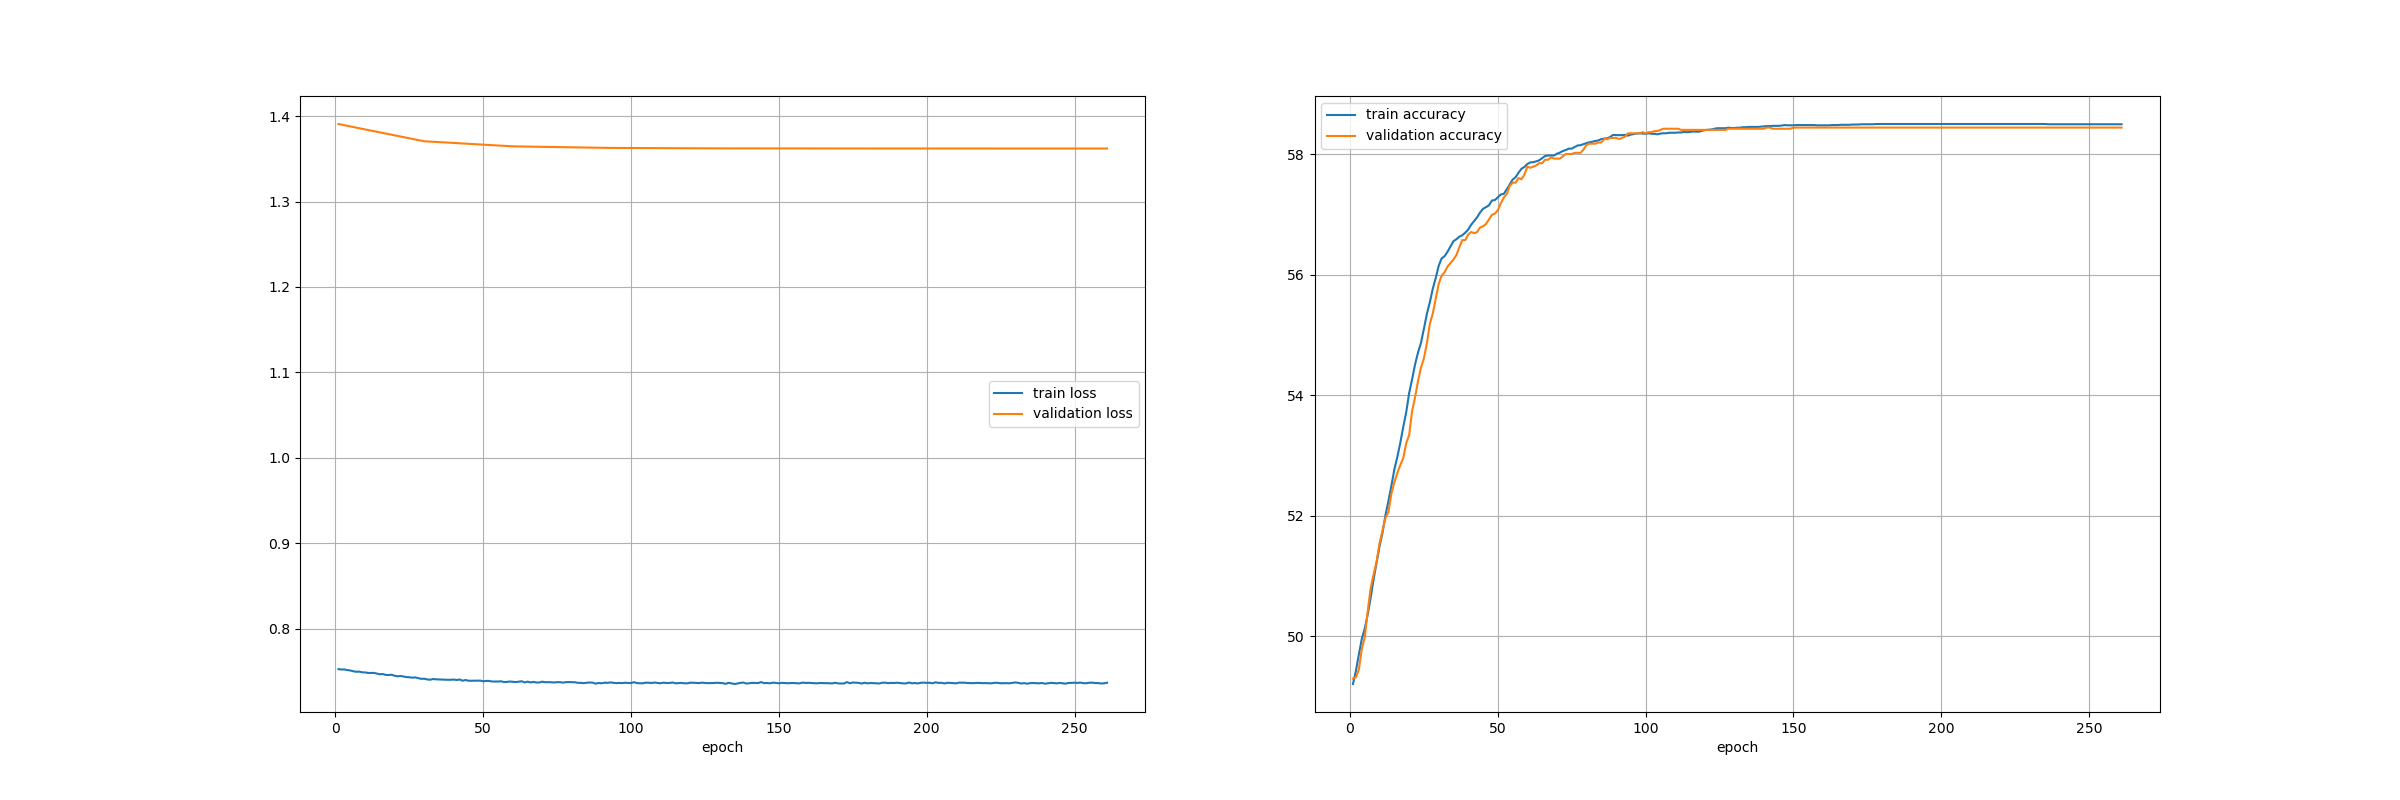 1.4
1.3
1.2
1.1
1.0
0.9
0.8
0 50 100 150 200 250
epoch
train loss
validation loss
58
56
54
52
50
0 50 100 150 200 250
epoch
train accuracy
validation accuracy